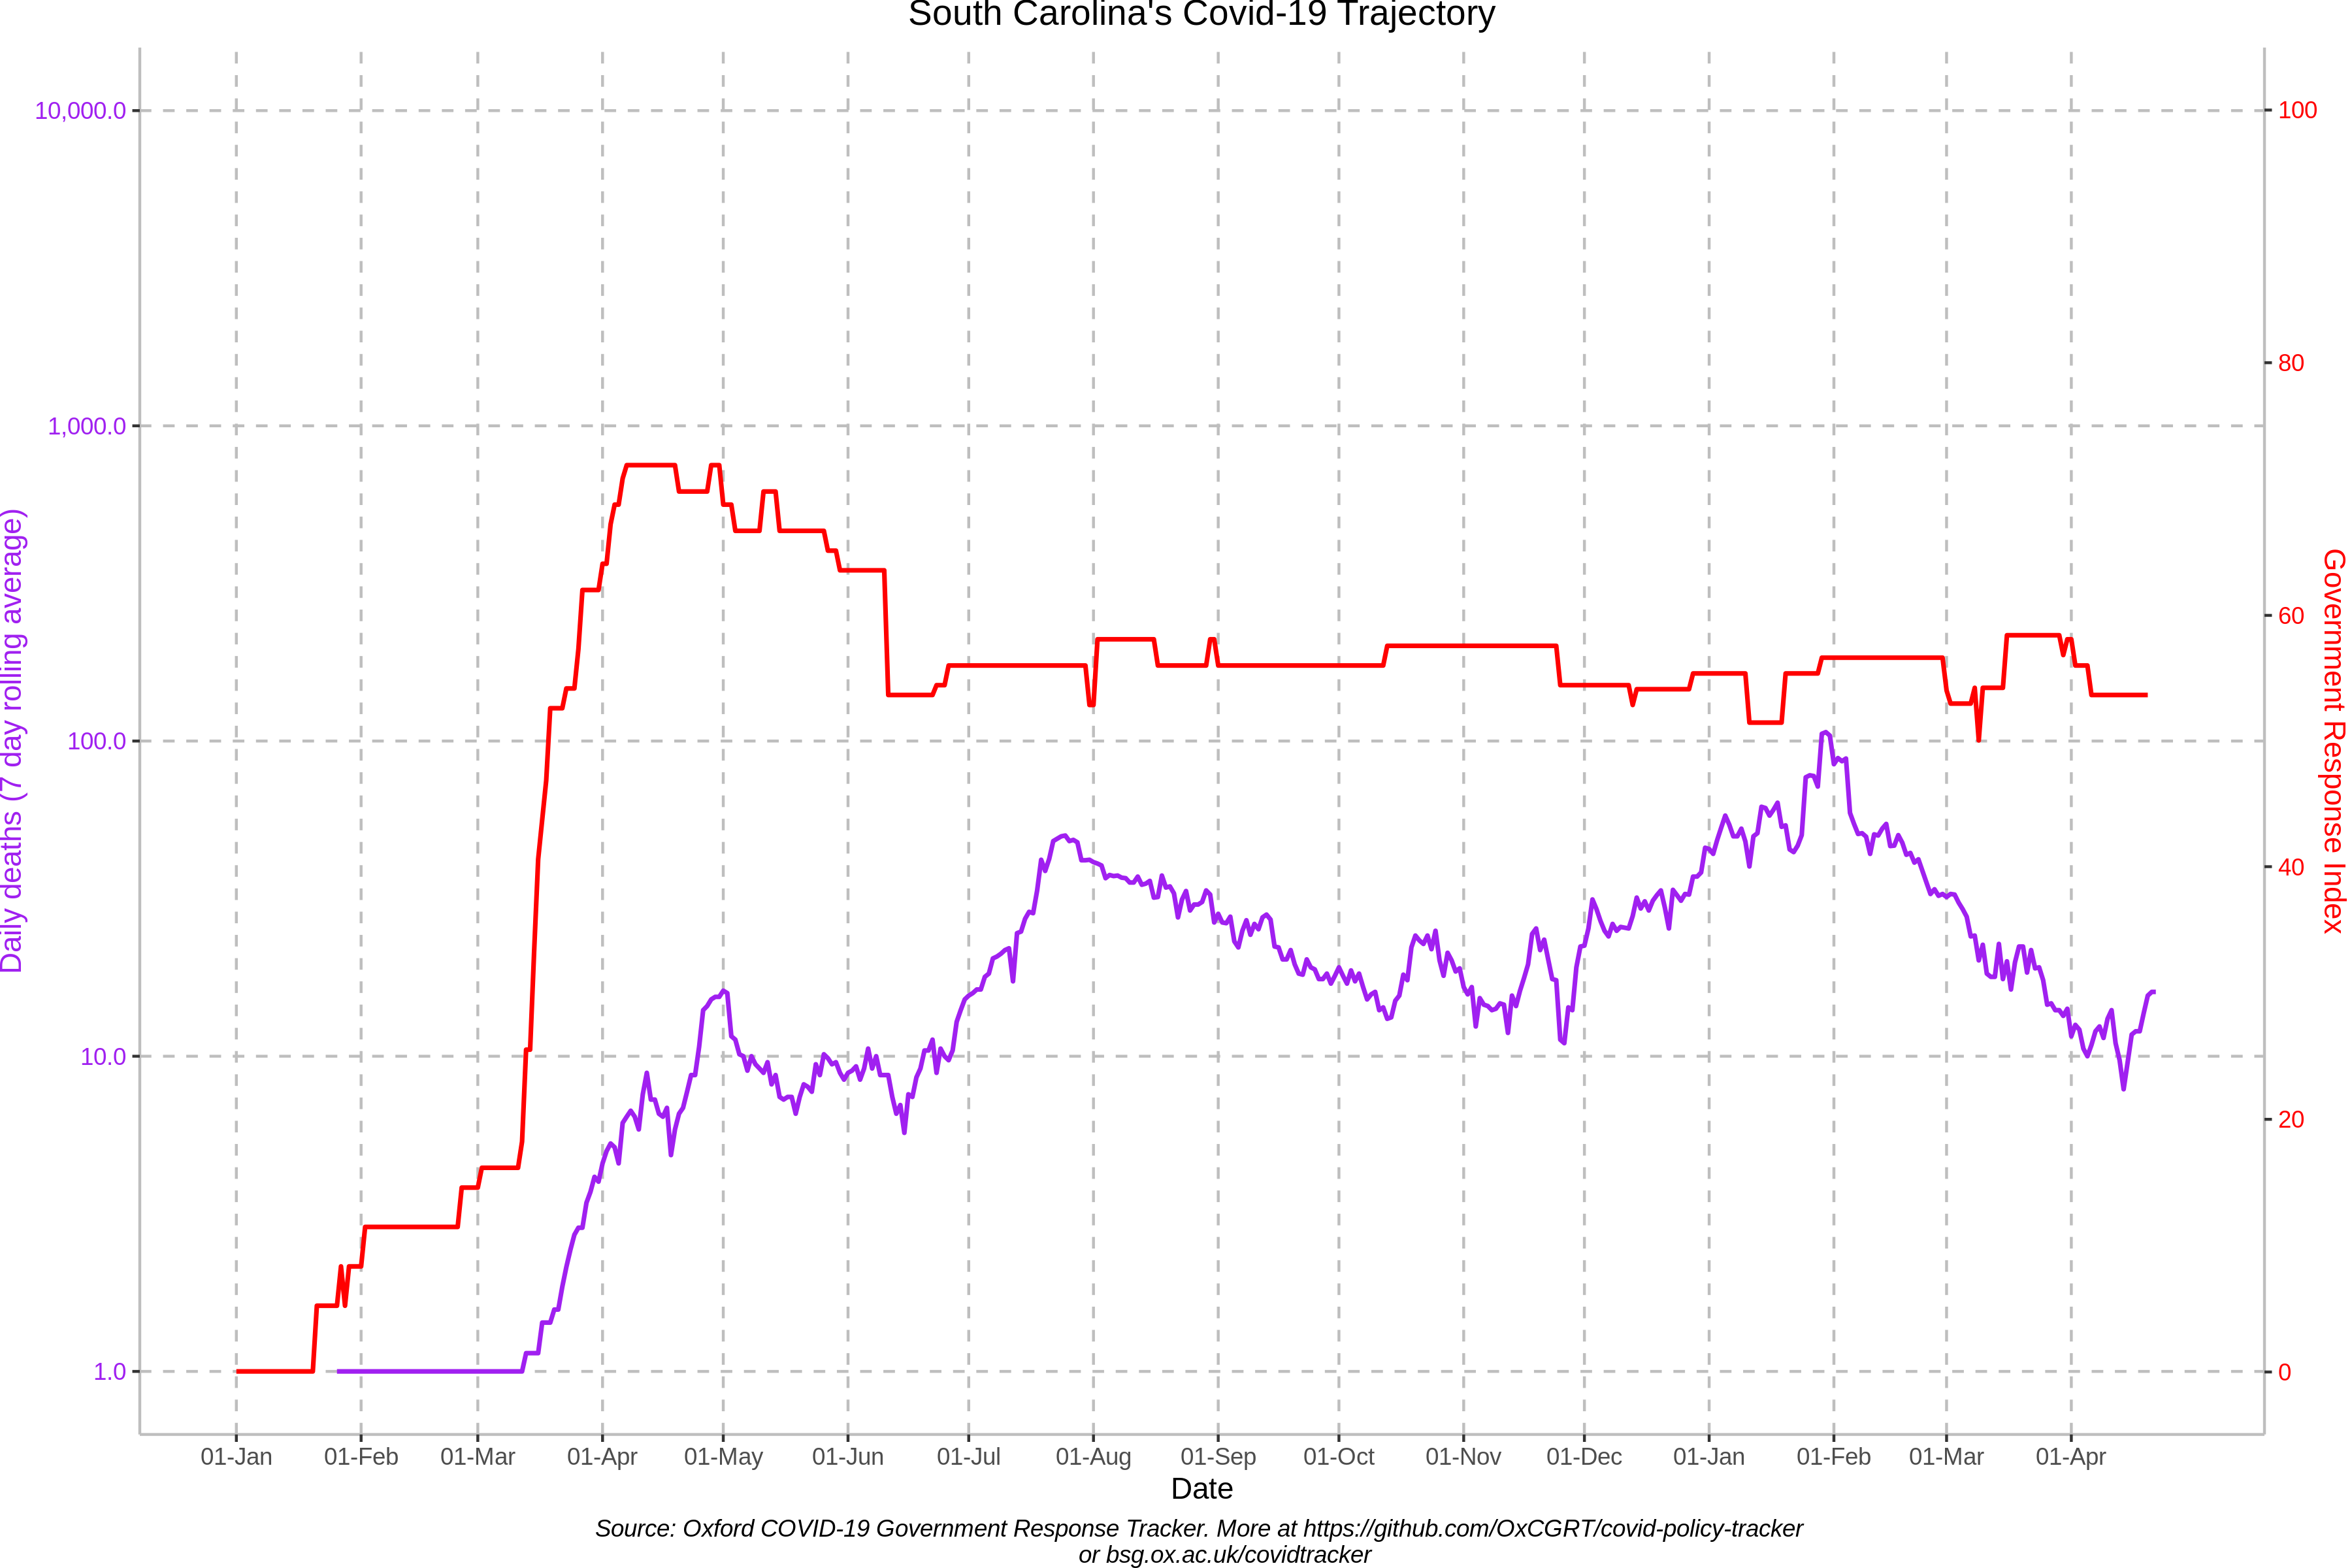 South Carolina's Covid-19 Trajectory
10,000.0
1,000.0
100.0
10.0
1.0
Daily deaths (7 day rolling average)
100
80
60
40
20
0
Government Response Index
01-Jan 01-Feb 01-Mar 01-Apr 01-May 01-Jun 01-Jul 01-Aug 01-Sep 01-Oct 01-Nov 01-Dec 01-Jan 01-Feb 01-Mar 01-Apr
Date
Source: Oxford COVID-19 Government Response Tracker. More at https://github.com/OxCGRT/covid-policy-tracker
or bsg.ox.ac.uk/covidtracker